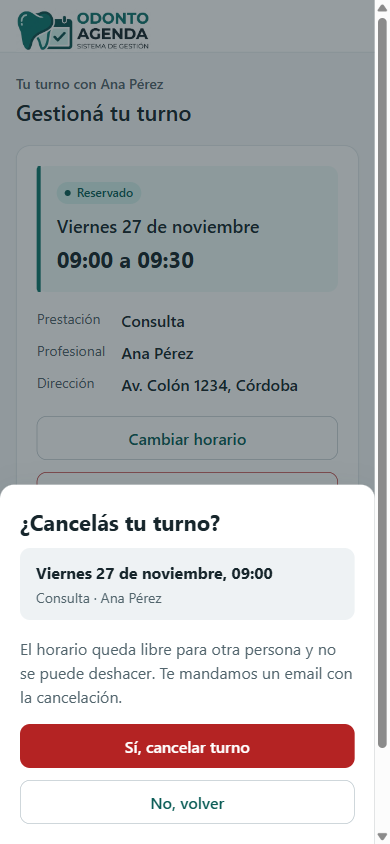 ODONTO
AGENDA
SISTEMA DE GESTIÓN
Tu turno con Ana Pérez
Gestioná tu turno
Reservado
Viernes 27 de noviembre
09:00 a 09:30
Prestación Consulta
Profesional Ana Pérez
Dirección Av. Colón 1234, Córdoba
Cambiar horario
¿Cancelás tu turno?
Viernes 27 de noviembre, 09:00
Consulta · Ana Pérez
El horario queda libre para otra persona y no
se puede deshacer. Te mandamos un email con
la cancelación.
Sí, cancelar turno
No, volver